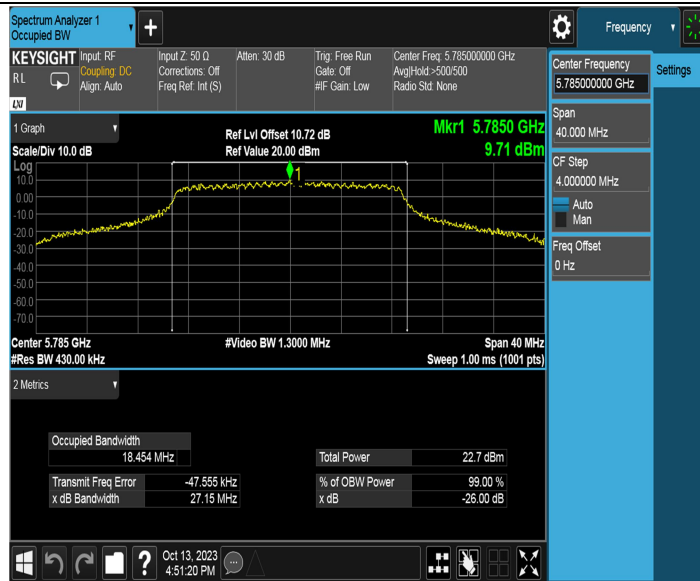 Spectrum Analyzer 1
Occupied BW
+
Frequency
KEYSIGHT
RL
LXI
Input: RF
Coupling: DC
Align: Auto
Input Z: 50 Ω
Corrections: Off
Freq Ref: Int (S)
Atten: 30 dB
Trig: Free Run
Gate: Off
#IF Gain: Low
Center Freq: 5.785000000 GHz
Avg|Hold:>500/500
Radio Std: None
Center Frequency
5.785000000 GHz
Settings
Span
40.000 MHz
CF Step
4.000000 MHz
Auto
Man
Freq Offset
0 Hz
1 Graph
Scale/Div 10.0 dB
Ref Lvl Offset 10.72 dB
Ref Value 20.00 dBm
Mkr1 5.7850 GHz
9.71 dBm
Log
10.0
0.00
-10.0
-20.0
-30.0
-40.0
-50.0
-60.0
-70.0
1
Center 5.785 GHz
#Res BW 430.00 kHz
#Video BW 1.3000 MHz
Span 40 MHz
Sweep 1.00 ms (1001 pts)
2 Metrics
Occupied Bandwidth
18.454 MHz
Transmit Freq Error -47.555 kHz
x dB Bandwidth 27.15 MHz
Total Power 22.7 dBm
% of OBW Power 99.00 %
x dB -26.00 dB
?
Oct 13, 2023
4:51:20 PM